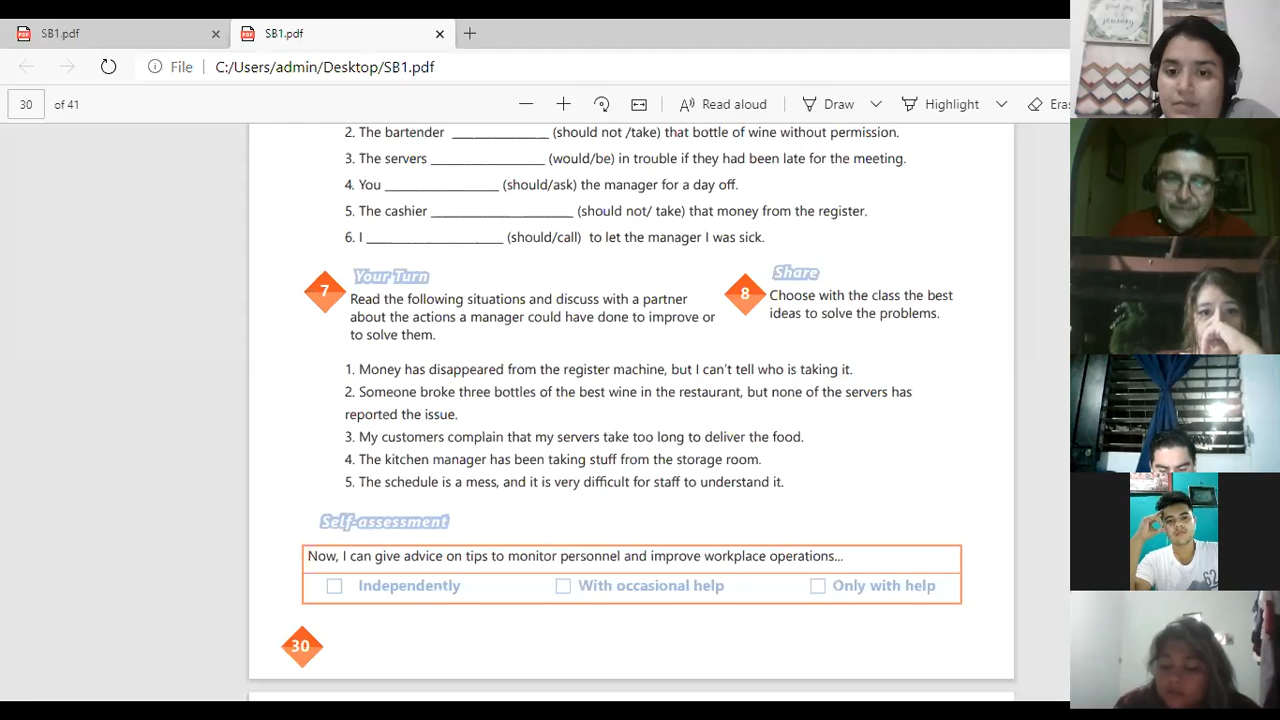 SB1.pdf
SB1.pdf
File C:/Users/admin/Desktop/SB1.pdf
30 of 41 Read aloud Draw Highlight Eras
2. The bartender _______________ (should not /take) that bottle of wine without permission.
3. The servers __________________ (would/be) in trouble if they had been late for the meeting.
4. You __________________ (should/ask) the manager for a day off.
5. The cashier ______________________ (should not/ take) that money from the register.
6. I _____________________ (should/call) to let the manager I was sick.
7 Your Turn
Read the following situations and discuss with a partner
about the actions a manager could have done to improve or
to solve them.
8 Share
Choose with the class the best
ideas to solve the problems.
1. Money has disappeared from the register machine, but I can't tell who is taking it.
2. Someone broke three bottles of the best wine in the restaurant, but none of the servers has
reported the issue.
3. My customers complain that my servers take too long to deliver the food.
4. The kitchen manager has been taking stuff from the storage room.
5. The schedule is a mess, and it is very difficult for staff to understand it.
Self-assessment
Now, I can give advice on tips to monitor personnel and improve workplace operations...
Independently With occasional help Only with help
30
journey
62